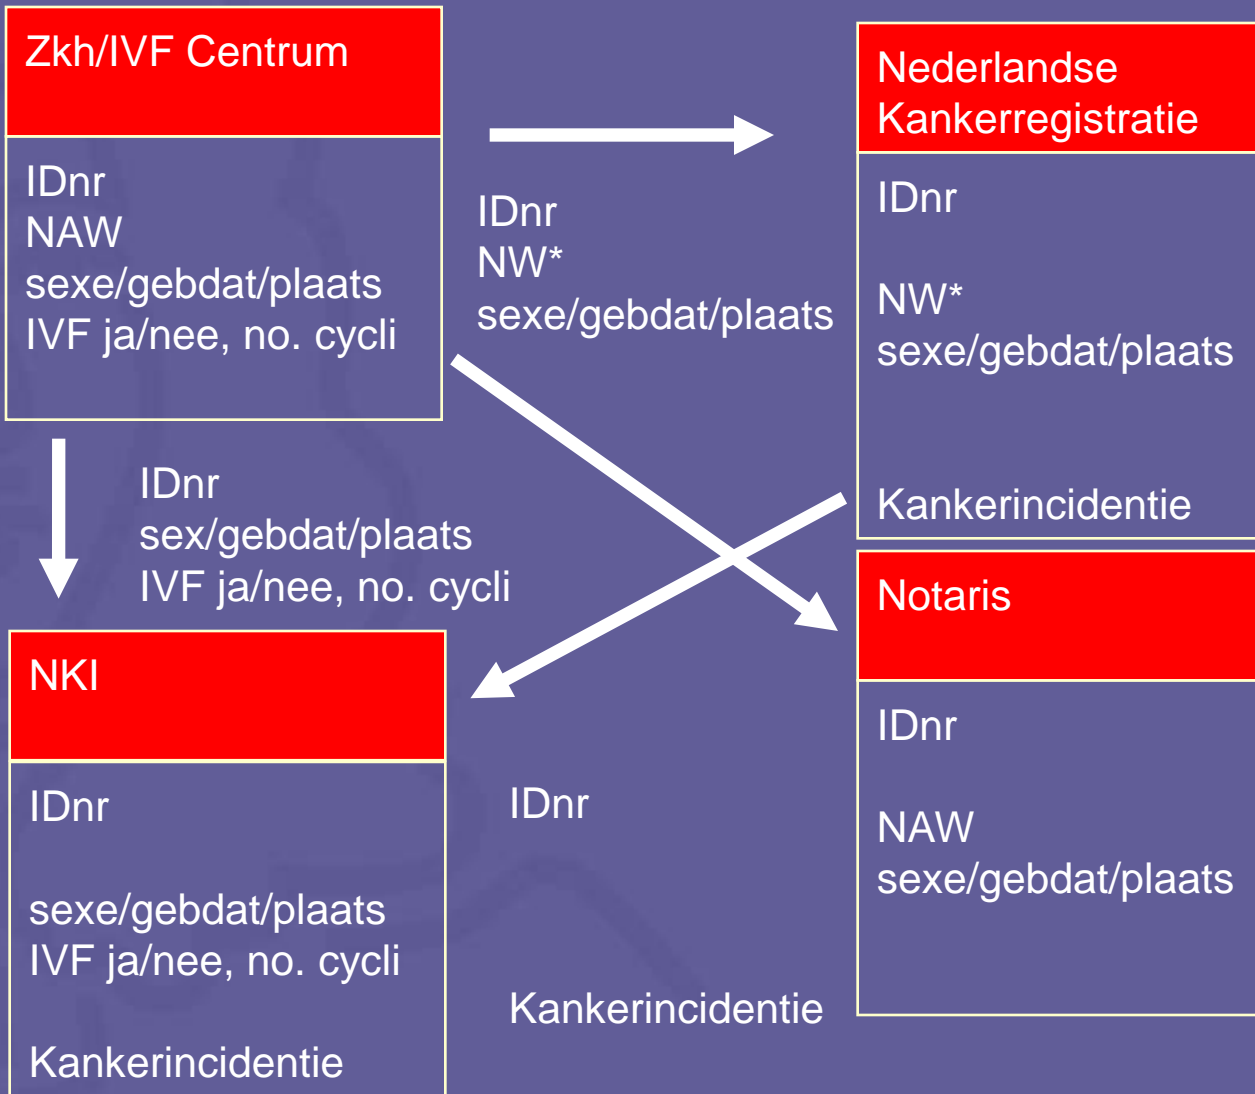 Zkh/IVF Centrum
IDnr
NAW
sexe/gebdat/plaats
IVF ja/nee, no. cycli
IDnr
NW*
sexe/gebdat/plaats
Nederlandse
Kankerregistratie
IDnr
NW*
sexe/gebdat/plaats
Kankerincidentie
IDnr
sex/gebdat/plaats
IVF ja/nee, no. cycli
NKI
IDnr
sexe/gebdat/plaats
IVF ja/nee, no. cycli
Kankerincidentie
IDnr
Kankerincidentie
Notaris
IDnr
NAW
sexe/gebdat/plaats